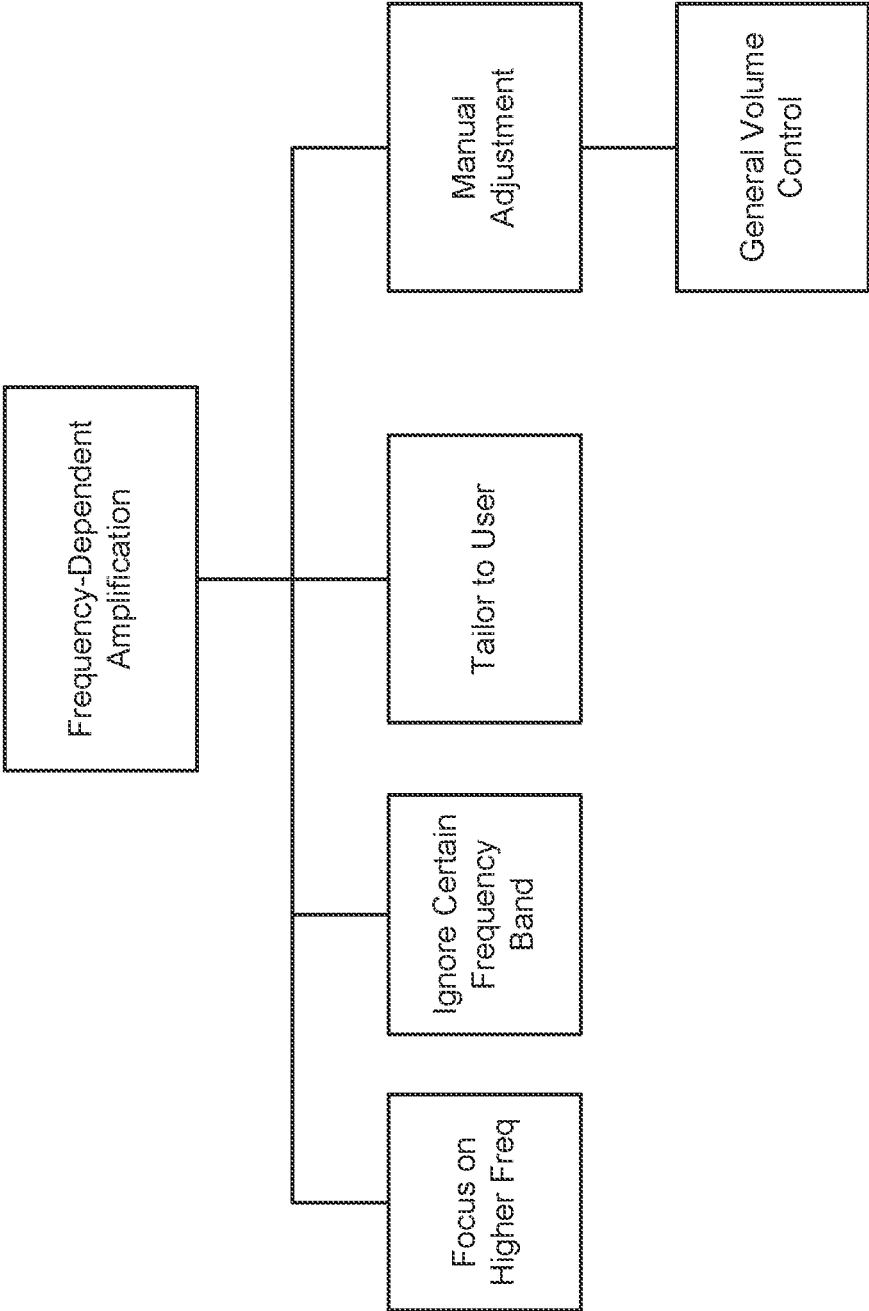 Frequency-Dependent
Amplification
Focus on
Higher Freq
Ignore Certain
Frequency
Band
Tailor to User
Manual
Adjustment
General Volume
Control